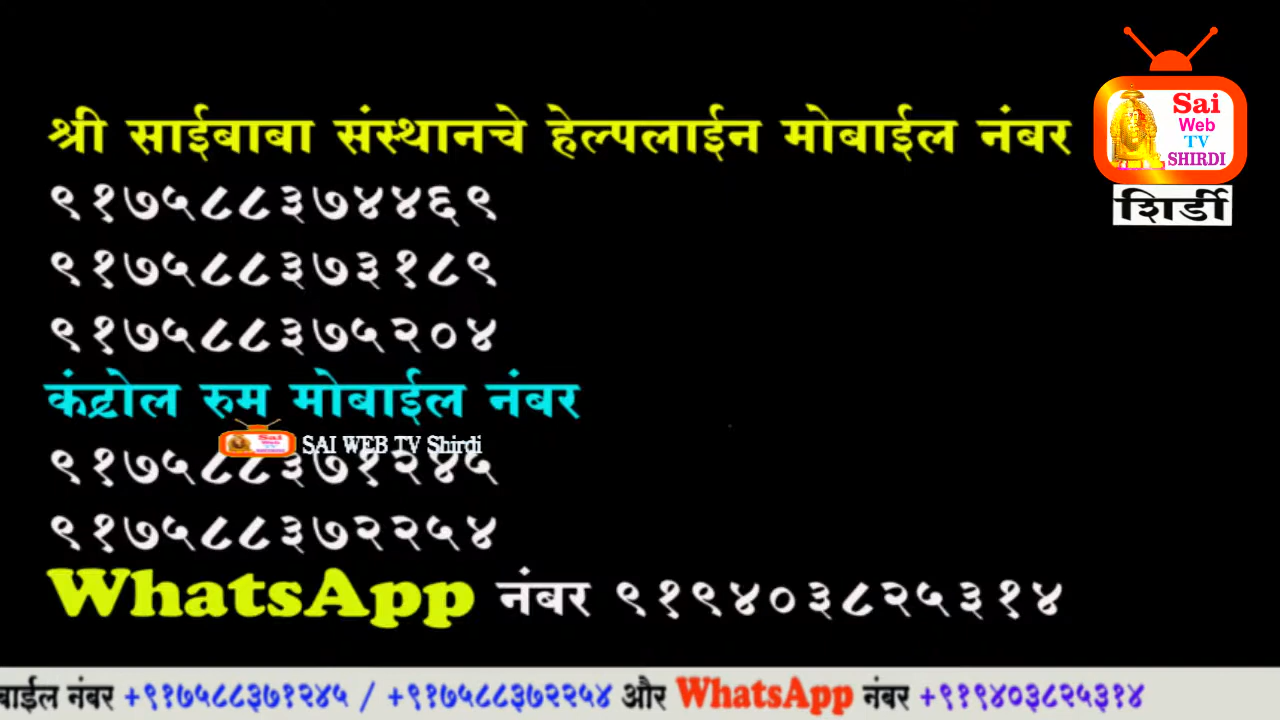 श्री साईबाबा संस्थानचे हेल्पलाईन मोबाईल नंबर
९१७५८८३७४४६९
९१७५८८३७३१८९
९१७५८८३७५२०४
कंट्रोल रुम मोबाईल नंबर
९१७५८८३७१२४५
९१७५८८३७२२५४
WhatsApp नंबर ९१९४०३८२५३१४
Sai
Web
TV
SHIRDI
शिर्डी
SAI WEB TV Shirdi
बाईल नंबर +९१७५८८३७१२४५ / +९१७५८८३७२२५४ और WhatsApp नंबर +९१९४०३८२५३१४